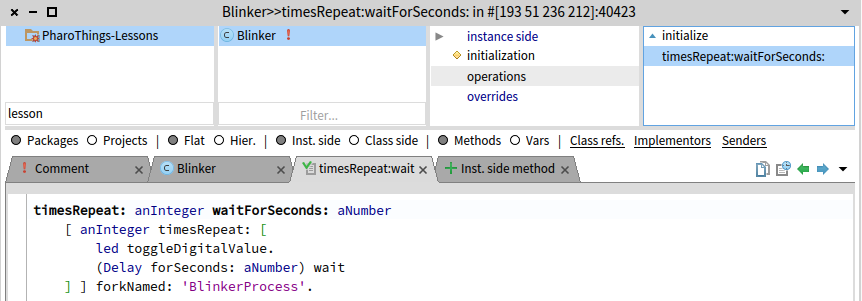 Blinker>>timesRepeat:waitForSeconds: in #[193 51 236 212]:40423
PharoThings-Lessons
Blinker
instance side
initialization
operations
overrides
initialize
timesRepeat:waitForSeconds:
lesson
Filter...
Packages Projects | Flat Hier. | Inst. side Class side | Methods Vars | Class refs. Implementors Senders
Comment
Blinker
timesRepeat:wait
Inst. side method
timesRepeat: anInteger waitForSeconds: aNumber
[ anInteger timesRepeat: [
led toggleDigitalValue.
(Delay forSeconds: aNumber) wait
] ] forkNamed: 'BlinkerProcess'.